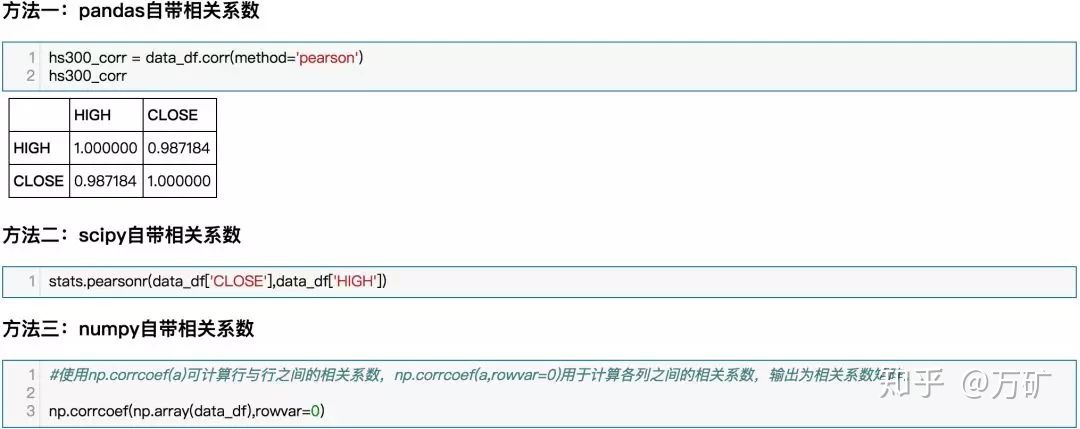 方法一：pandas自带相关系数
1 hs300_corr = data_df.corr(method='pearson')
2 hs300_corr
HIGH CLOSE
HIGH 1.000000 0.987184
CLOSE 0.987184 1.000000
方法二：scipy自带相关系数
1 stats.pearsonr(data_df['CLOSE'],data_df['HIGH'])
方法三：numpy自带相关系数
1 #使用np.corrcoef(a)可计算行与行之间的相关系数，np.corrcoef(a,rowvar=0)用于计算各列之间的相关系数，输出为相关系数
2
3 np.corrcoef(np.array(data_df),rowvar=0)
知乎 @万矿